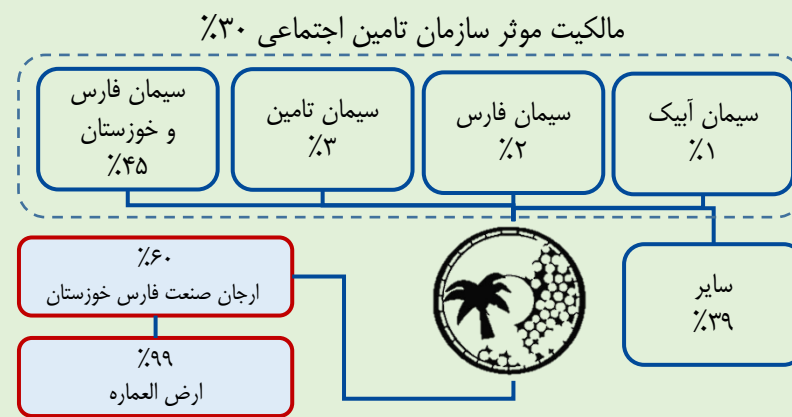 مالکیت موثر سازمان تامین اجتماعی ۳۰٪
سیمان آبیک
۱٪
سیمان فارس
۲٪
سیمان تامین
۳٪
سیمان فارس
و خوزستان
۴۵٪
سایر
۳۹٪
۶۰٪
ارجان صنعت فارس خوزستان
۹۹٪
ارض العماره